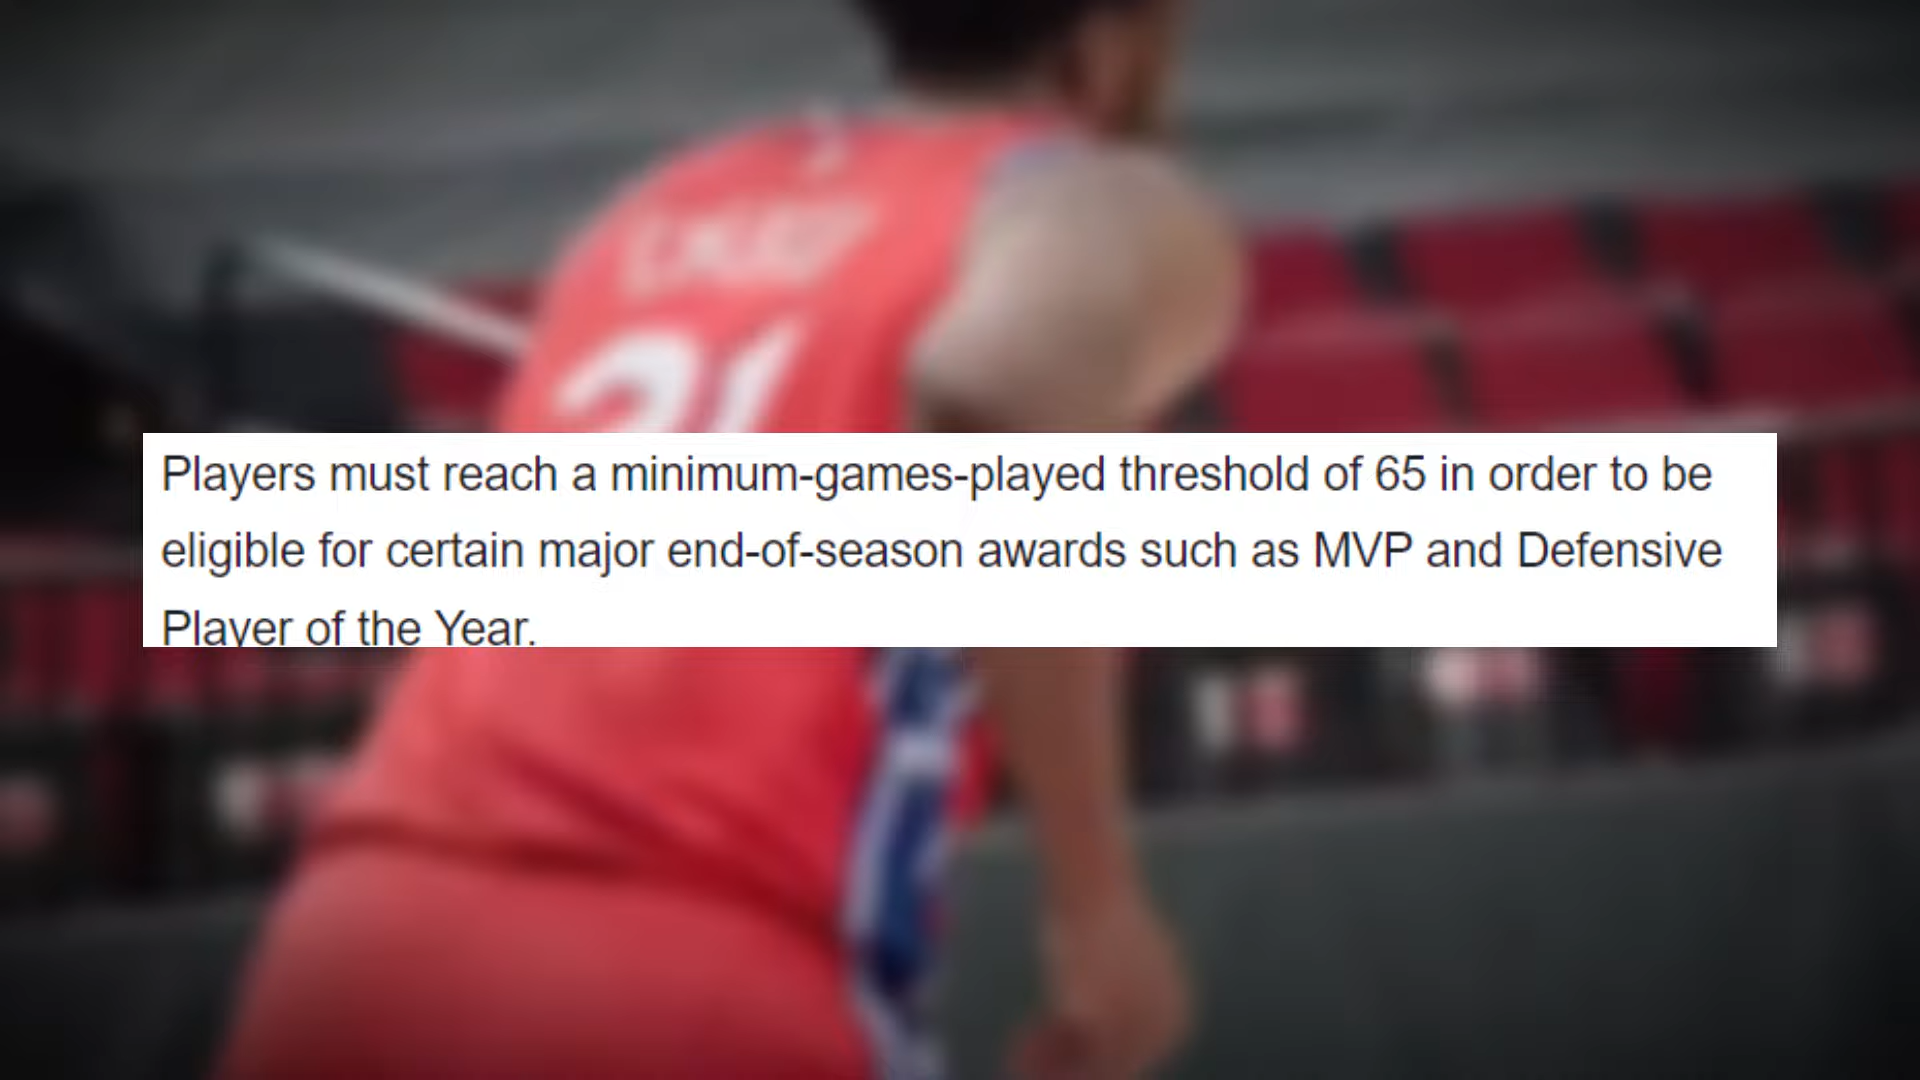 21
Players must reach a minimum-games-played threshold of 65 in order to be
eligible for certain major end-of-season awards such as MVP and Defensive
Player of the Year.